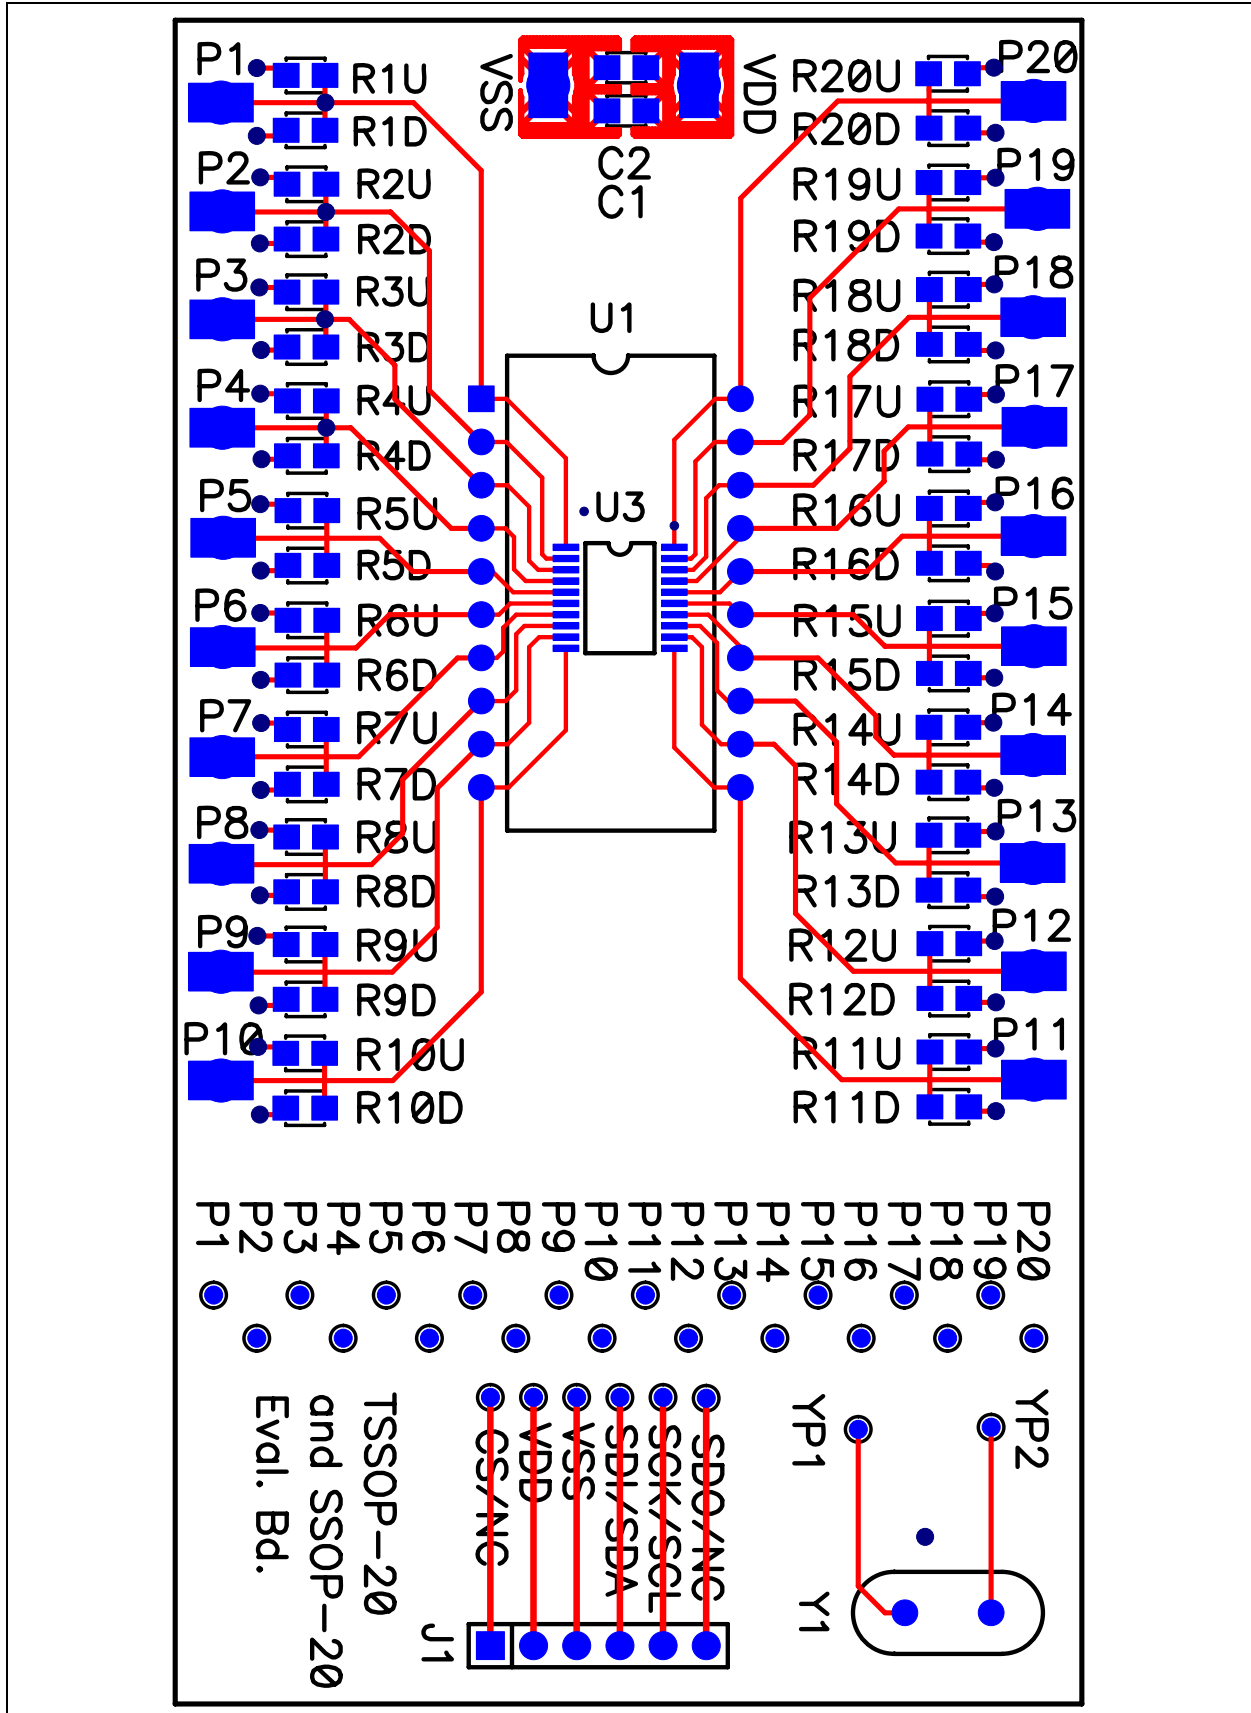 P1
R1U
R1D
P2
R2U
R2D
P3
R3U
R3D
P4
R4U
R4D
P5
R5U
R5D
P6
R6U
R6D
P7
R7U
R7D
P8
R8U
R8D
P9
R9U
R9D
P10
R10U
R10D
VSS
VDD
C2
C1
U1
U3
R20U
P20
R20D
R19U
P19
R19D
R18U
P18
R18D
R17U
P17
R17D
R16U
P16
R16D
R15U
P15
R15D
R14U
P14
R14D
R13U
P13
R13D
R12U
P12
R12D
R11U
P11
R11D
P1
P2
P3
P4
P5
P6
P7
P8
P9
P10
P11
P12
P13
P14
P15
P16
P17
P18
P19
P20
TSSOP-20
and SSOP-20
Eval. Bd.
CS/NC
VDD
VSS
SDI/SDA
SCK/SCL
SDO/NC
J1
YP1
YP2
Y1